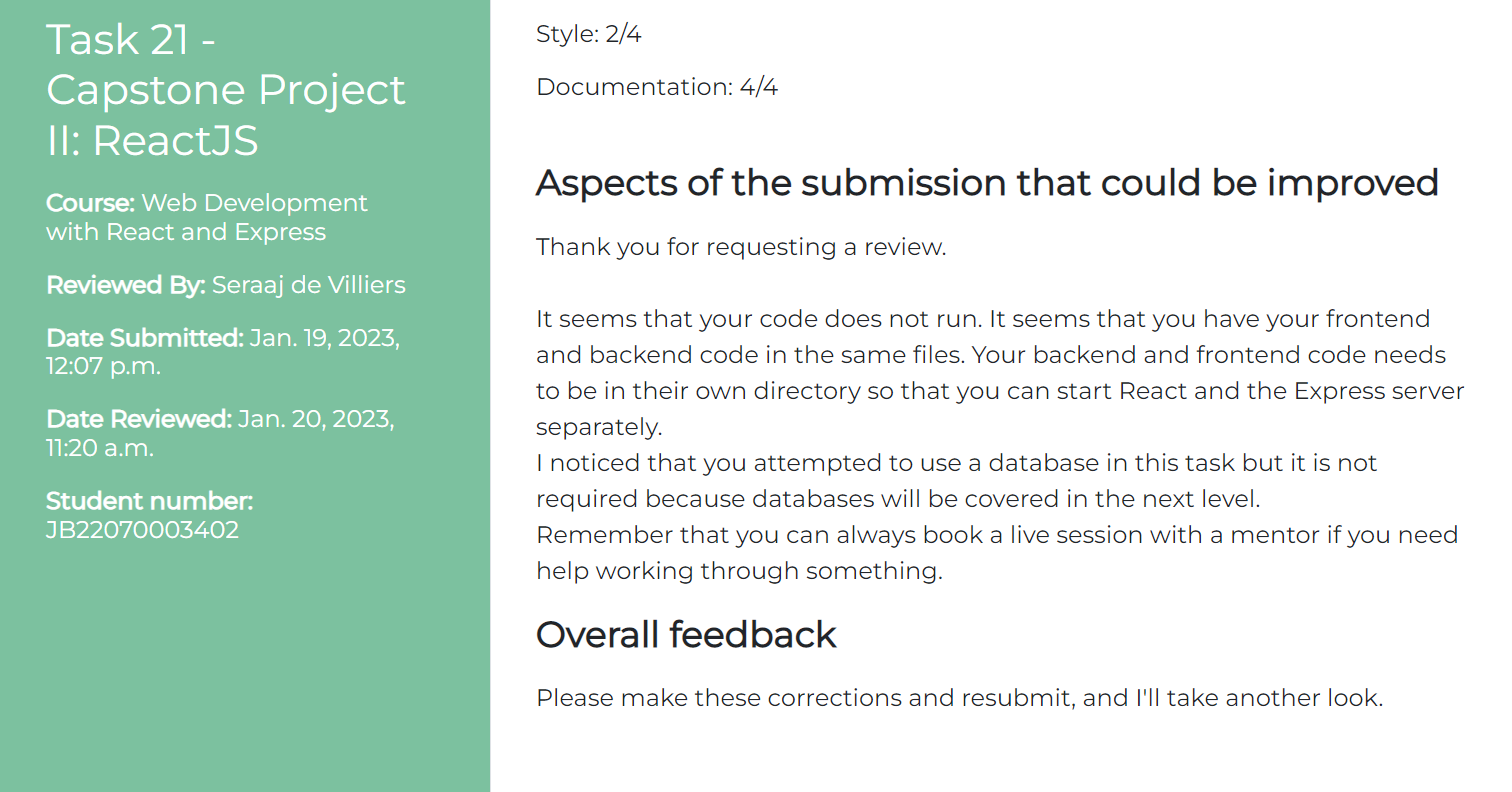 Task 21 -
Capstone Project
II: ReactJS
Course: Web Development
with React and Express
Reviewed By: Seraaj de Villiers
Date Submitted: Jan. 19, 2023,
12:07 p.m.
Date Reviewed: Jan. 20, 2023,
11:20 a.m.
Student number:
JB22070003402
Style: 2/4
Documentation: 4/4
Aspects of the submission that could be improved
Thank you for requesting a review.
It seems that your code does not run. It seems that you have your frontend
and backend code in the same files. Your backend and frontend code needs
to be in their own directory so that you can start React and the Express server
separately.
I noticed that you attempted to use a database in this task but it is not
required because databases will be covered in the next level.
Remember that you can always book a live session with a mentor if you need
help working through something.
Overall feedback
Please make these corrections and resubmit, and I'll take another look.